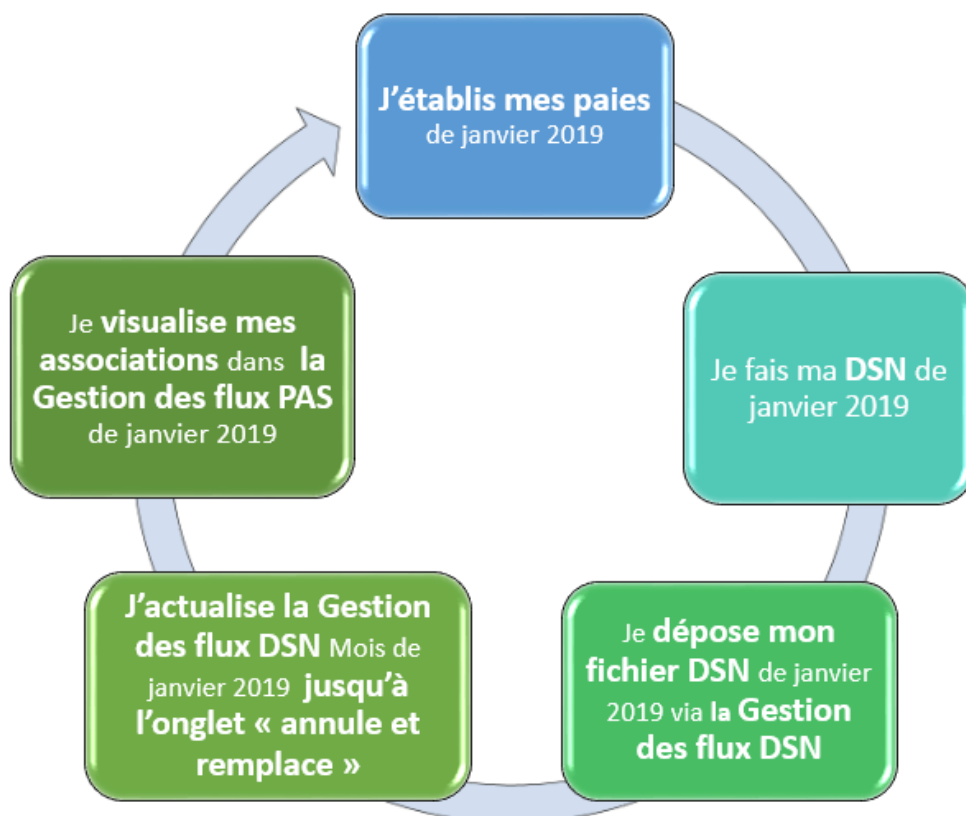 J’établis mes paies
de janvier 2019
Je fais ma DSN de
janvier 2019
Je dépose mon
fichier DSN de janvier
2019 via la Gestion
des flux DSN
J’actualise la Gestion
des flux DSN Mois de
janvier 2019 jusqu’à
l’onglet « annule et
remplace »
Je visualise mes
associations dans la
Gestion des flux PAS
de janvier 2019